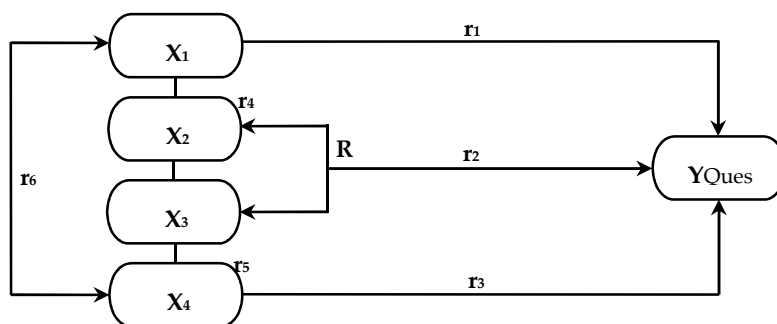 r₁
X₁
r₄
X₂
R
r₂
r₆
YQues
X₃
r₅
X₄
r₃